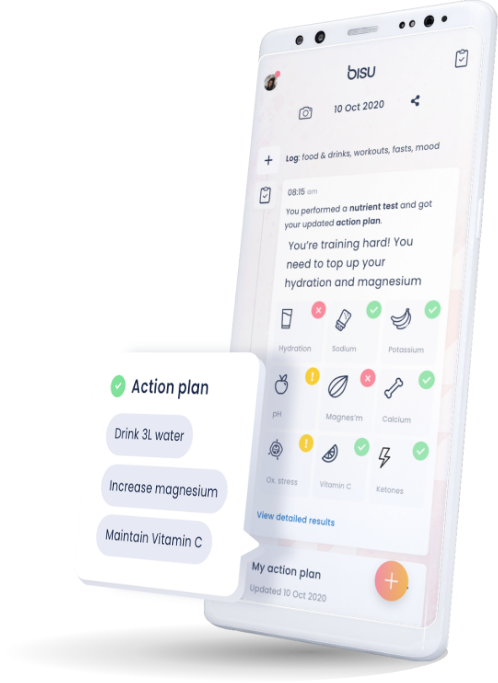 bisu
10 Oct 2020
Log: food & drinks, workouts, fasts, mood
08:15 am
You performed a nutrient test and got
your updated action plan.
You're training hard! You
need to top up your
hydration and magnesium
Hydration Sodium Potassium
pH Magnes'm Calcium
Ox. stress Vitamin C Ketones
View detailed results
My action plan
Updated 10 Oct 2020
Action plan
Drink 3L water
Increase magnesium
Maintain Vitamin C